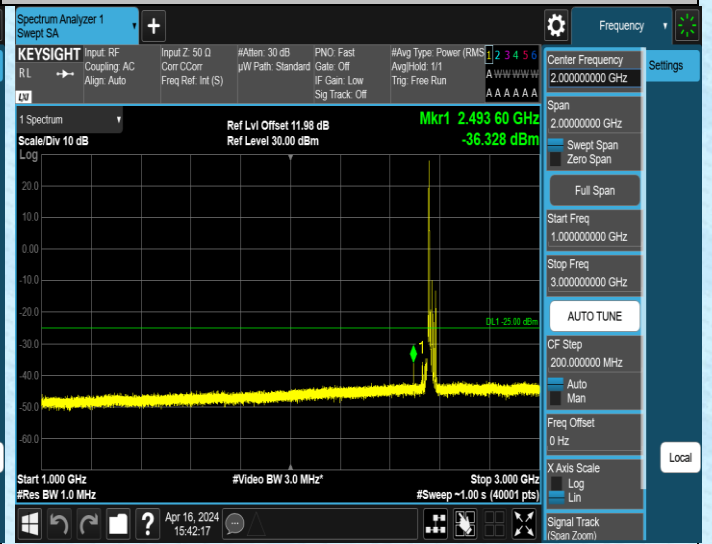 Spectrum Analyzer 1
Swept SA
+
Frequency
KEYSIGHT
RL
LXI
Input: RF
Coupling: AC
Align: Auto
Input Z: 50 Ω
Corr CCorr
Freq Ref: Int (S)
#Atten: 30 dB
µW Path: Standard
PNO: Fast
Gate: Off
IF Gain: Low
Sig Track: Off
#Avg Type: Power (RMS
Avg|Hold: 1/1
Trig: Free Run
1 2 3 4 5 6
A W W W W W
A A A A A A
1 Spectrum
Scale/Div 10 dB
Log
Ref Lvl Offset 11.98 dB
Ref Level 30.00 dBm
Mkr1 2.493 60 GHz
-36.328 dBm
20.0
10.0
0.00
-10.0
-20.0
-30.0
-40.0
-50.0
-60.0
DL1 -25.00 dBm
1
Start 1.000 GHz
#Res BW 1.0 MHz
#Video BW 3.0 MHz*
Stop 3.000 GHz
#Sweep ~1.00 s (40001 pts)
?
Apr 16, 2024
15:42:17
Center Frequency
2.000000000 GHz
Settings
Span
2.00000000 GHz
Swept Span
Zero Span
Full Span
Start Freq
1.000000000 GHz
Stop Freq
3.000000000 GHz
AUTO TUNE
CF Step
200.000000 MHz
Auto
Man
Freq Offset
0 Hz
X Axis Scale
Log
Lin
Local
Signal Track
(Span Zoom)